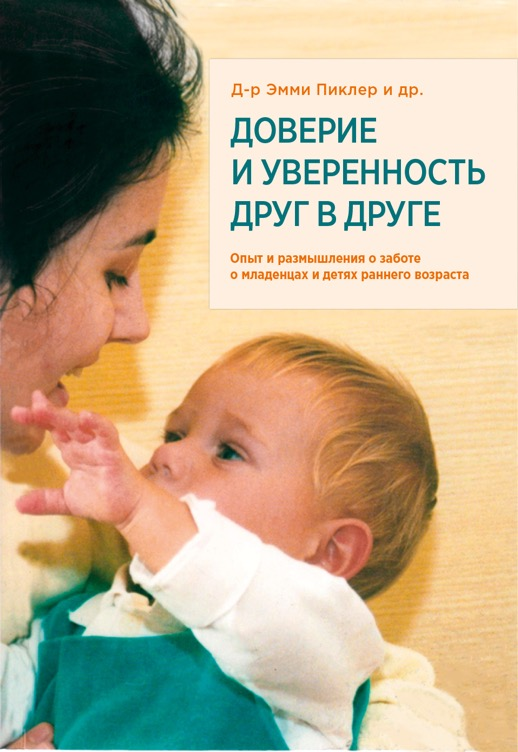 Д-р Эмми Пиклер и др.
ДОВЕРИЕ
И УВЕРЕННОСТЬ
ДРУГ В ДРУГЕ
Опыт и размышления о заботе
о младенцах и детях раннего возраста